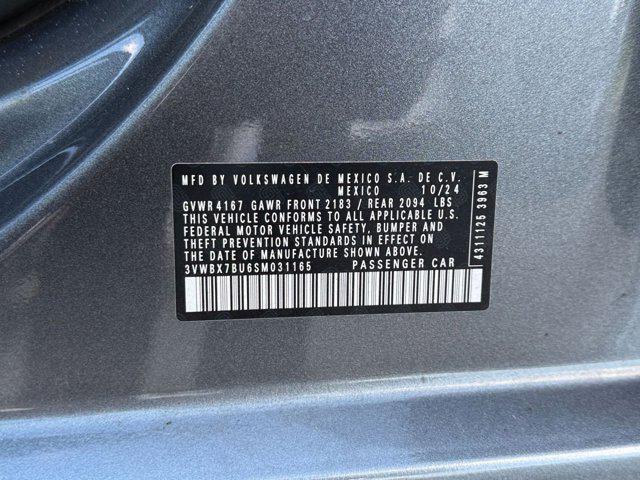 MFD BY VOLKSWAGEN DE MEXICO S.A. DE C.V.
MEXICO 10/24
GVWR 4167 GAWR FRONT 2183 / REAR 2094 LBS
THIS VEHICLE CONFORMS TO ALL APPLICABLE U.S.
FEDERAL MOTOR VEHICLE SAFETY, BUMPER AND
THEFT PREVENTION STANDARDS IN EFFECT ON
THE DATE OF MANUFACTURE SHOWN ABOVE.
3VWBX7BU6SM031165 PASSENGER CAR
4311125 3963 M